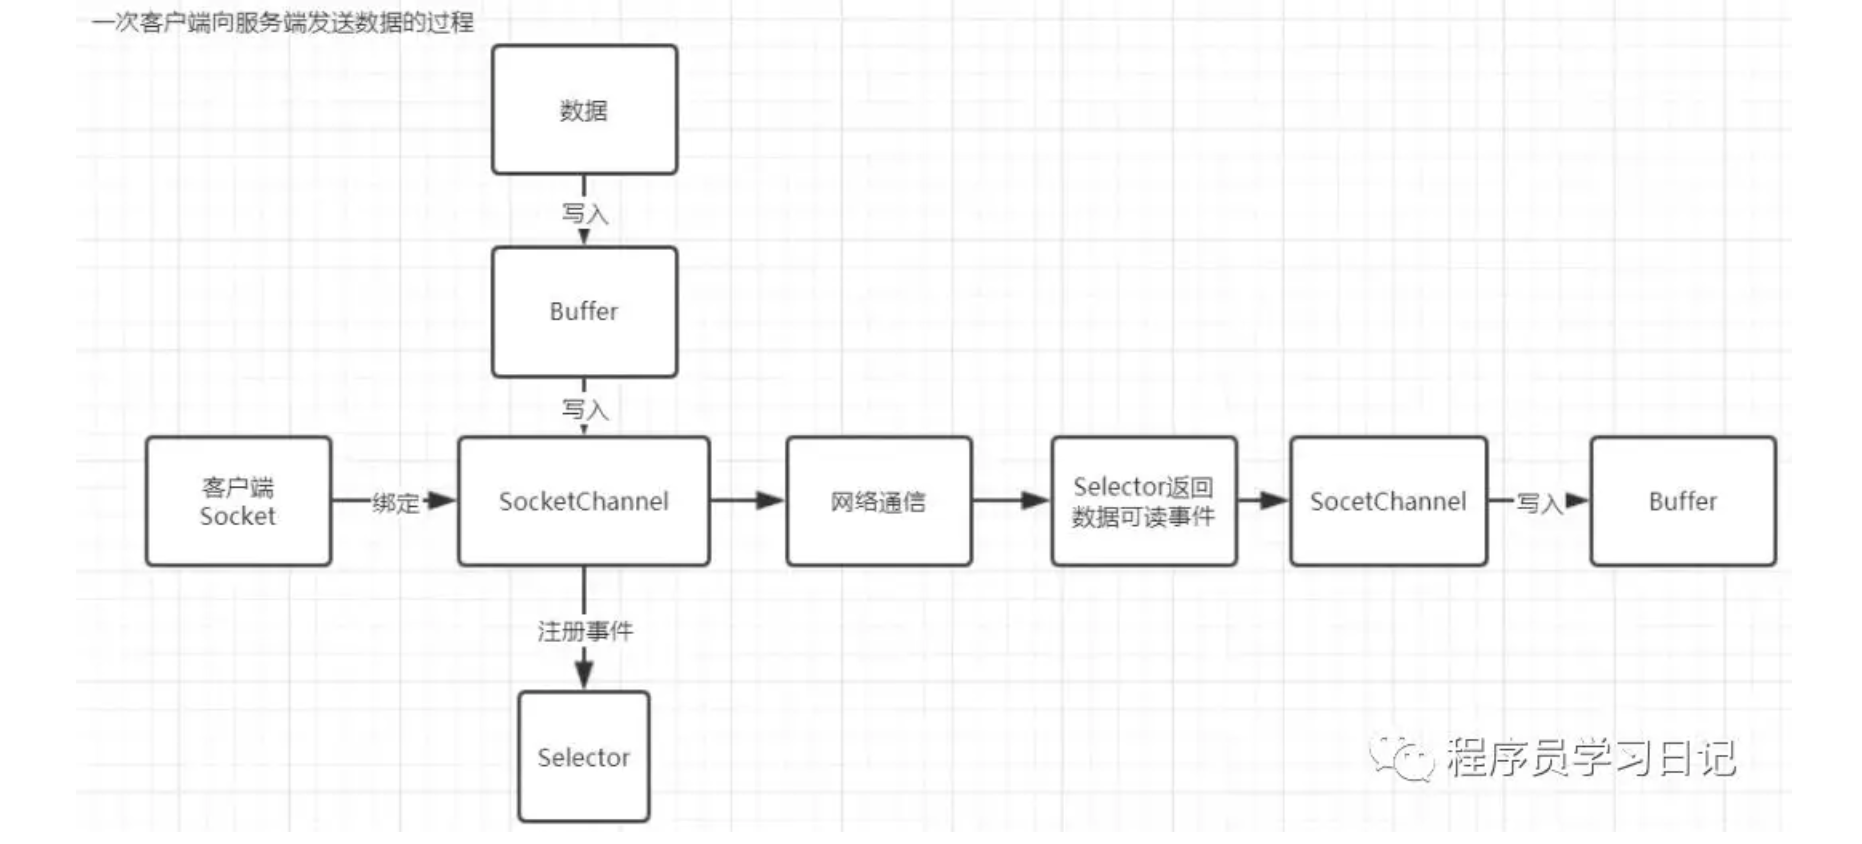 一次客户端向服务端发送数据的过程
数据
写入
Buffer
写入
客户端
Socket
绑定
SocketChannel
网络通信
Selector返回
数据可读事件
SocetChannel
写入
Buffer
注册事件
Selector
程序员学习日记